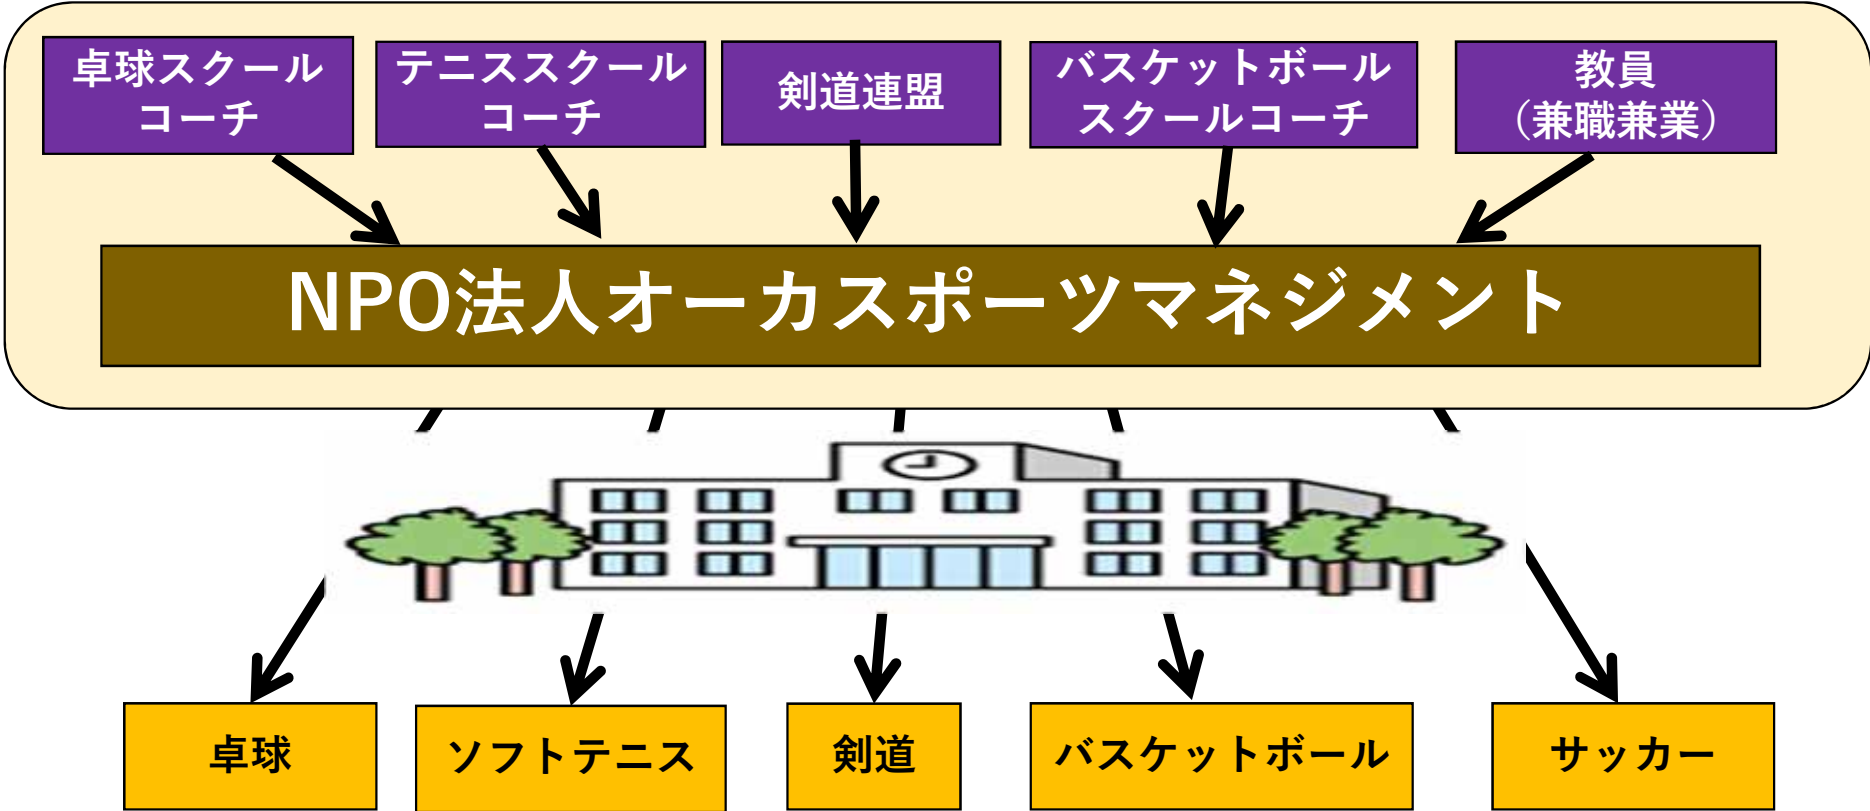 卓球スクール
コーチ
テニススクール
コーチ
剣道連盟
バスケットボール
スクールコーチ
教員
（兼職兼業）
NPO法人オーカスポーツマネジメント
卓球
ソフトテニス
剣道
バスケットボール
サッカー